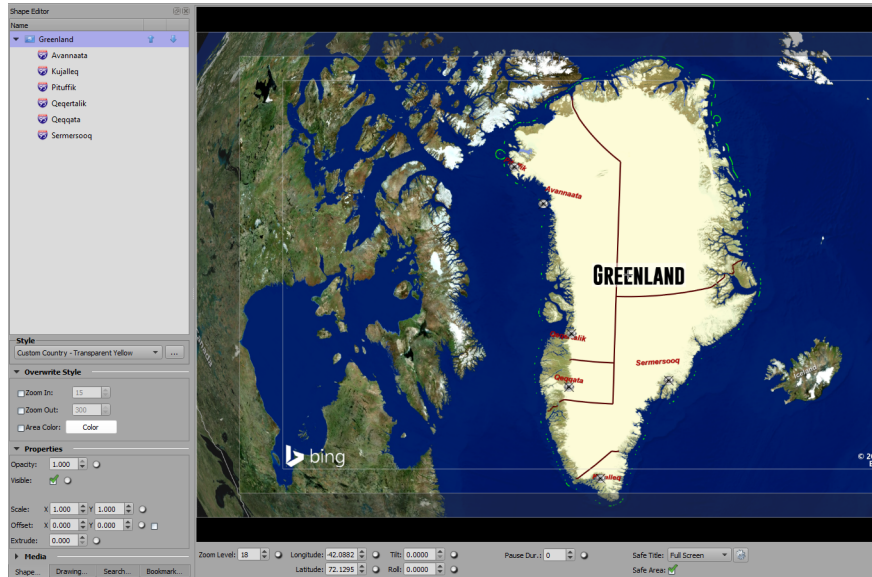 Shape Editor
Name
Greenland
Avannaata
Kujalleq
Pituffik
Qeqertalik
Qeqqata
Sermersooq
Style
Custom Country - Transparent Yellow
...
Overwrite Style
Zoom In: 15
Zoom Out: 300
Area Color: Color
Properties
Opacity: 1.000
Visible:
Scale: X 1.000 Y 1.000
Offset: X 0.000 Y 0.000
Extrude: 0.000
Media
Shape... Drawing... Search... Bookmark...
Avannaata
GREENLAND
Sermersooq
Qeqqata
Iceland
bing
© 20
Zoom Level: 18 Longitude: -42.0882 Tilt: 0.0000 Pause Dur.: 0 Safe Title: Full Screen
Latitude: 72.1295 Roll: 0.0000 Safe Area: